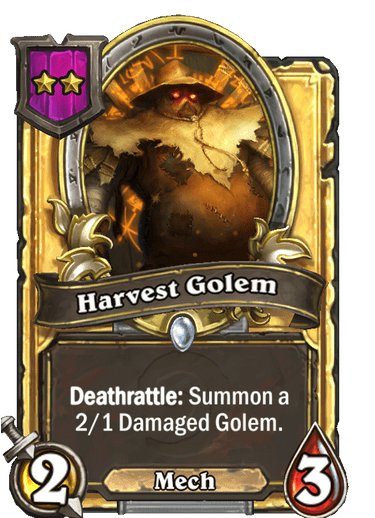 Harvest Golem
Deathrattle: Summon a
2/1 Damaged Golem.
2
Mech
3